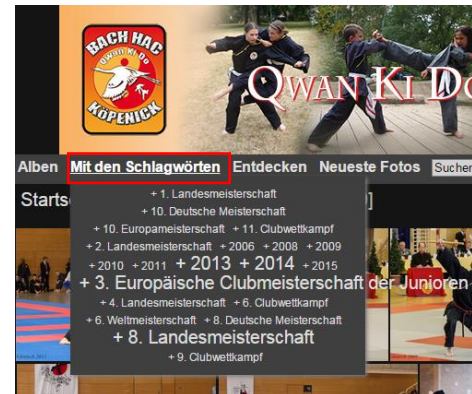 BACH HAC
Qwan Ki Do
KÖPENICK
QWAN KI DO
Alben Mit den Schlagwörten Entdecken Neueste Fotos Sucher
Starts ]
+ 1. Landesmeisterschaft
+ 10. Deutsche Meisterschaft
+ 10. Europameisterschaft + 11. Clubwettkampf
+ 2. Landesmeisterschaft + 2006 + 2008 + 2009
+ 2010 + 2011 + 2013 + 2014 + 2015
+ 3. Europäische Clubmeisterschaft der Junioren
+ 4. Landesmeisterschaft + 6. Clubwettkampf
+ 6. Weltmeisterschaft + 8. Deutsche Meisterschaft
+ 8. Landesmeisterschaft
+ 9. Clubwettkampf